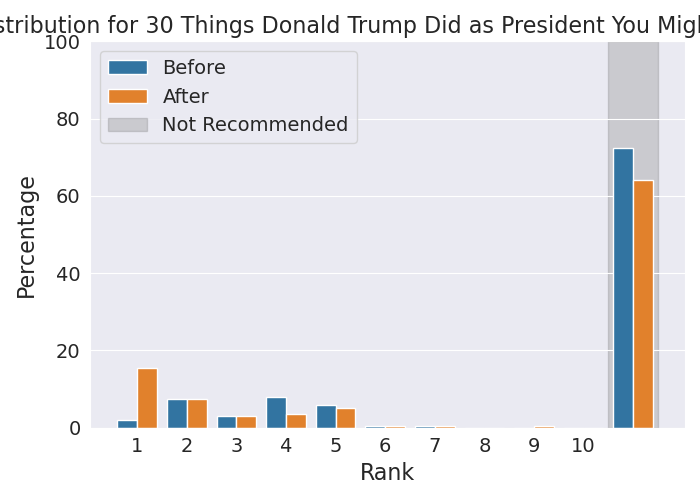 stribution for 30 Things Donald Trump Did as President You Mig
100
80
60
40
20
0
Percentage
Before
After
Not Recommended
1 2 3 4 5 6 7 8 9 10
Rank